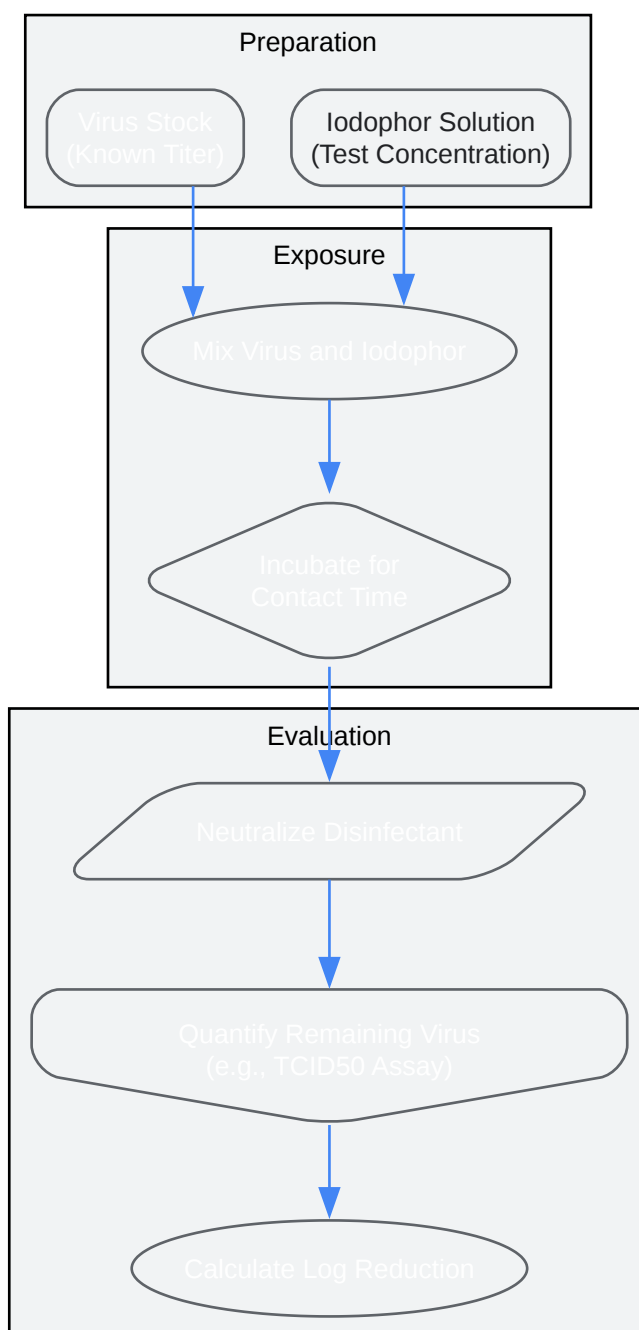 Preparation
Virus Stock
(Known Titer)
Iodophor Solution
(Test Concentration)
Exposure
Mix Virus and Iodophor
Incubate for
Contact Time
Evaluation
Neutralize Disinfectant
Quantify Remaining Virus
(e.g., TCID50 Assay)
Calculate Log Reduction